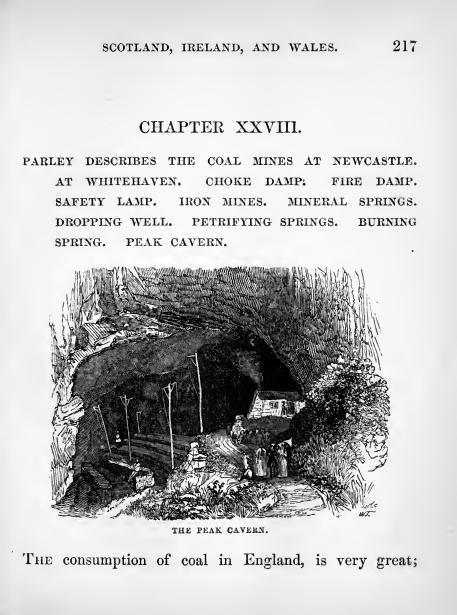 SCOTLAND, IRELAND, AND WALES. 217
CHAPTER XXVIII.
PARLEY DESCRIBES THE COAL MINES AT NEWCASTLE.
AT WHITEHAVEN. CHOKE DAMP. FIRE DAMP.
SAFETY LAMP. IRON MINES. MINERAL SPRINGS.
DROPPING WELL. PETRIFYING SPRINGS. BURNING
SPRING. PEAK CAVERN.
THE PEAK CAVERN.
THE consumption of coal in England, is very great;